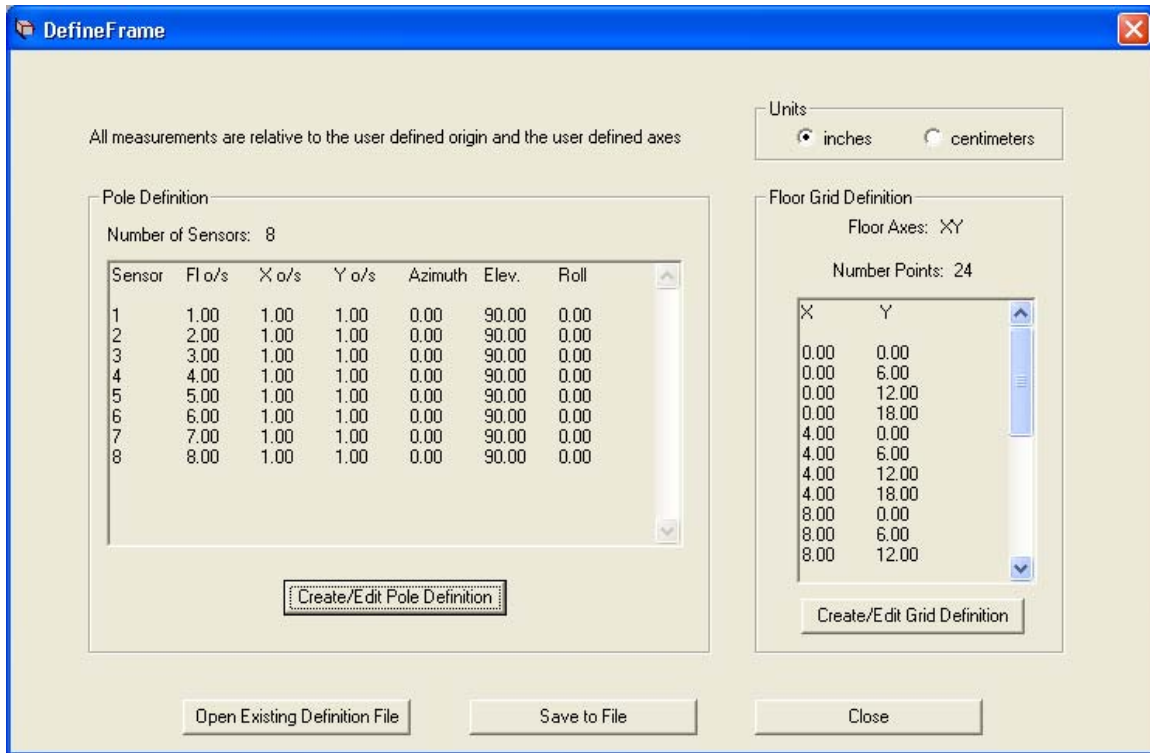 DefineFrame
All measurements are relative to the user defined origin and the user defined axes
Units
inches centimeters
Pole Definition
Number of Sensors: 8
Sensor Fl o/s X o/s Y o/s Azimuth Elev. Roll
1 1.00 1.00 1.00 0.00 90.00 0.00
2 2.00 1.00 1.00 0.00 90.00 0.00
3 3.00 1.00 1.00 0.00 90.00 0.00
4 4.00 1.00 1.00 0.00 90.00 0.00
5 5.00 1.00 1.00 0.00 90.00 0.00
6 6.00 1.00 1.00 0.00 90.00 0.00
7 7.00 1.00 1.00 0.00 90.00 0.00
8 8.00 1.00 1.00 0.00 90.00 0.00
Create/Edit Pole Definition
Floor Grid Definition
Floor Axes: XY
Number Points: 24
X Y
0.00 0.00
0.00 6.00
0.00 12.00
0.00 18.00
4.00 0.00
4.00 6.00
4.00 12.00
4.00 18.00
8.00 0.00
8.00 6.00
8.00 12.00
Create/Edit Grid Definition
Open Existing Definition File
Save to File
Close